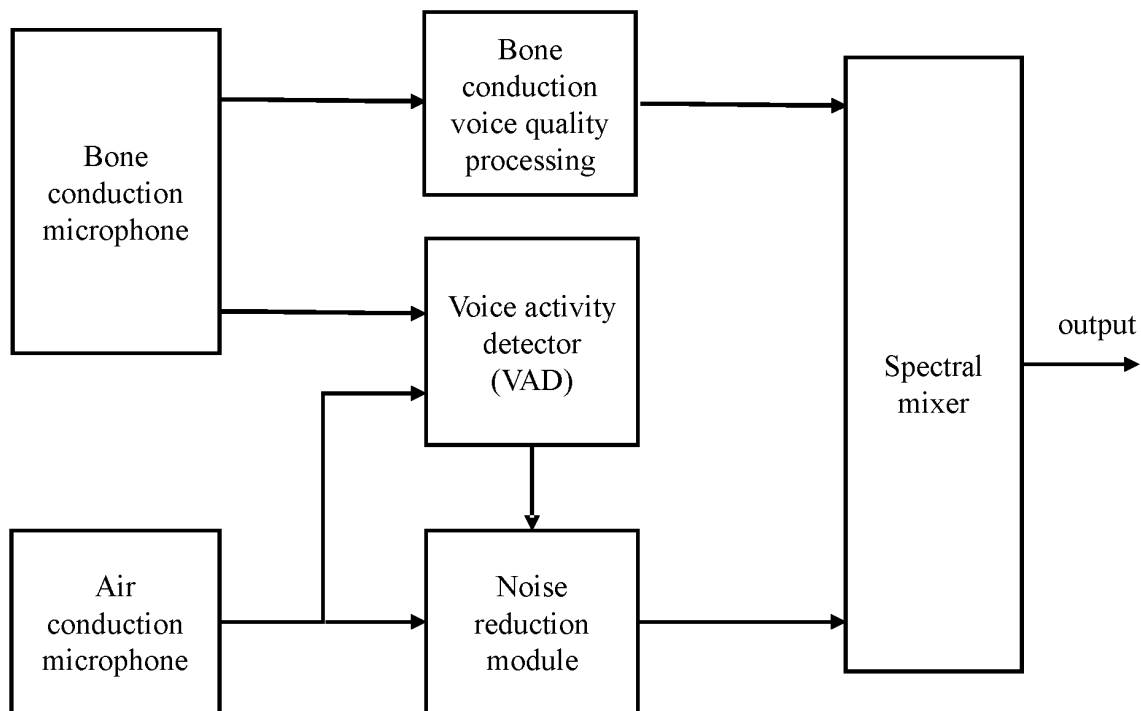 Bone
conduction
microphone
Bone
conduction
voice quality
processing
Voice activity
detector
(VAD)
Air
conduction
microphone
Noise
reduction
module
Spectral
mixer
output